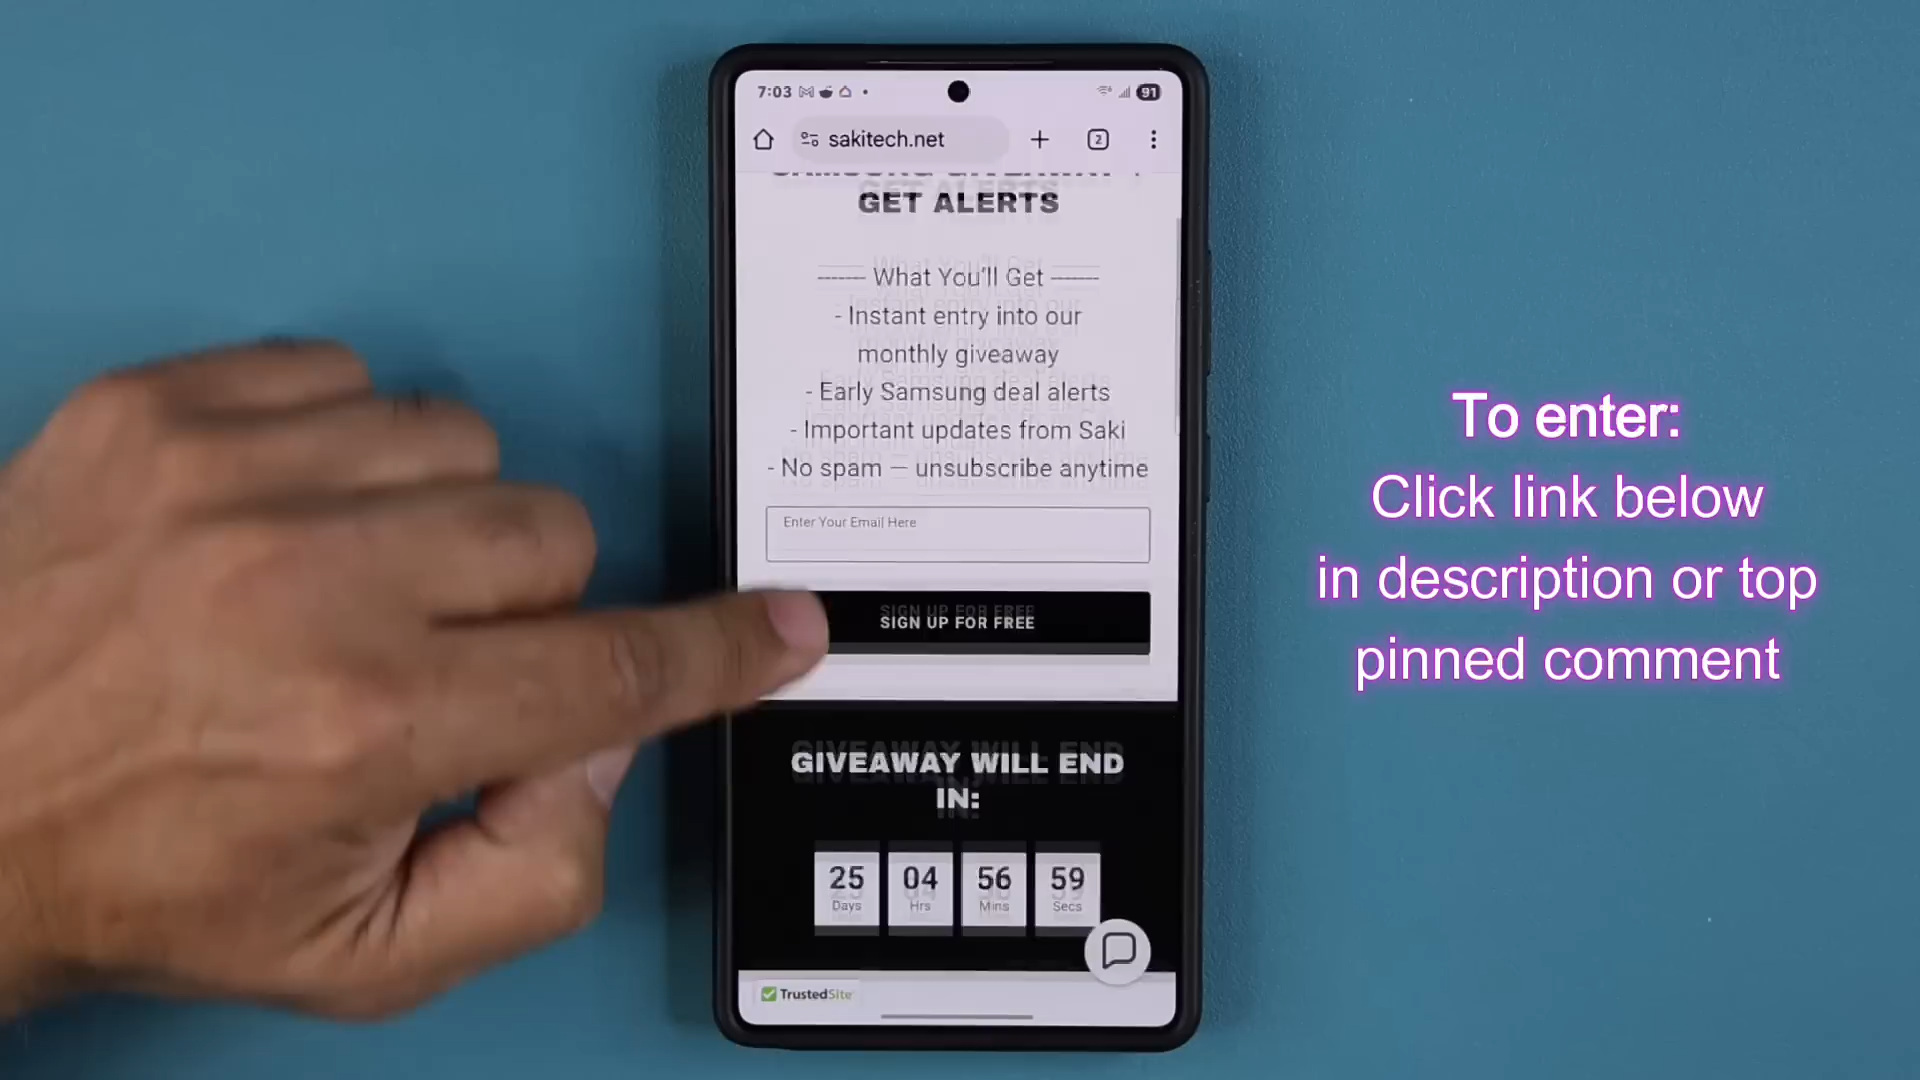 7:03
91
sakitech.net
2
SAMSUNG GIVEAWAY +
GET ALERTS
What You'll Get
- Instant entry into our
monthly giveaway
- Early Samsung deal alerts
- Important updates from Saki
- No spam — unsubscribe anytime
Enter Your Email Here
SIGN UP FOR FREE
GIVEAWAY WILL END
IN:
25 04 56 59
Days Hrs Mins Secs
TrustedSite
To enter:
Click link below
in description or top
pinned comment